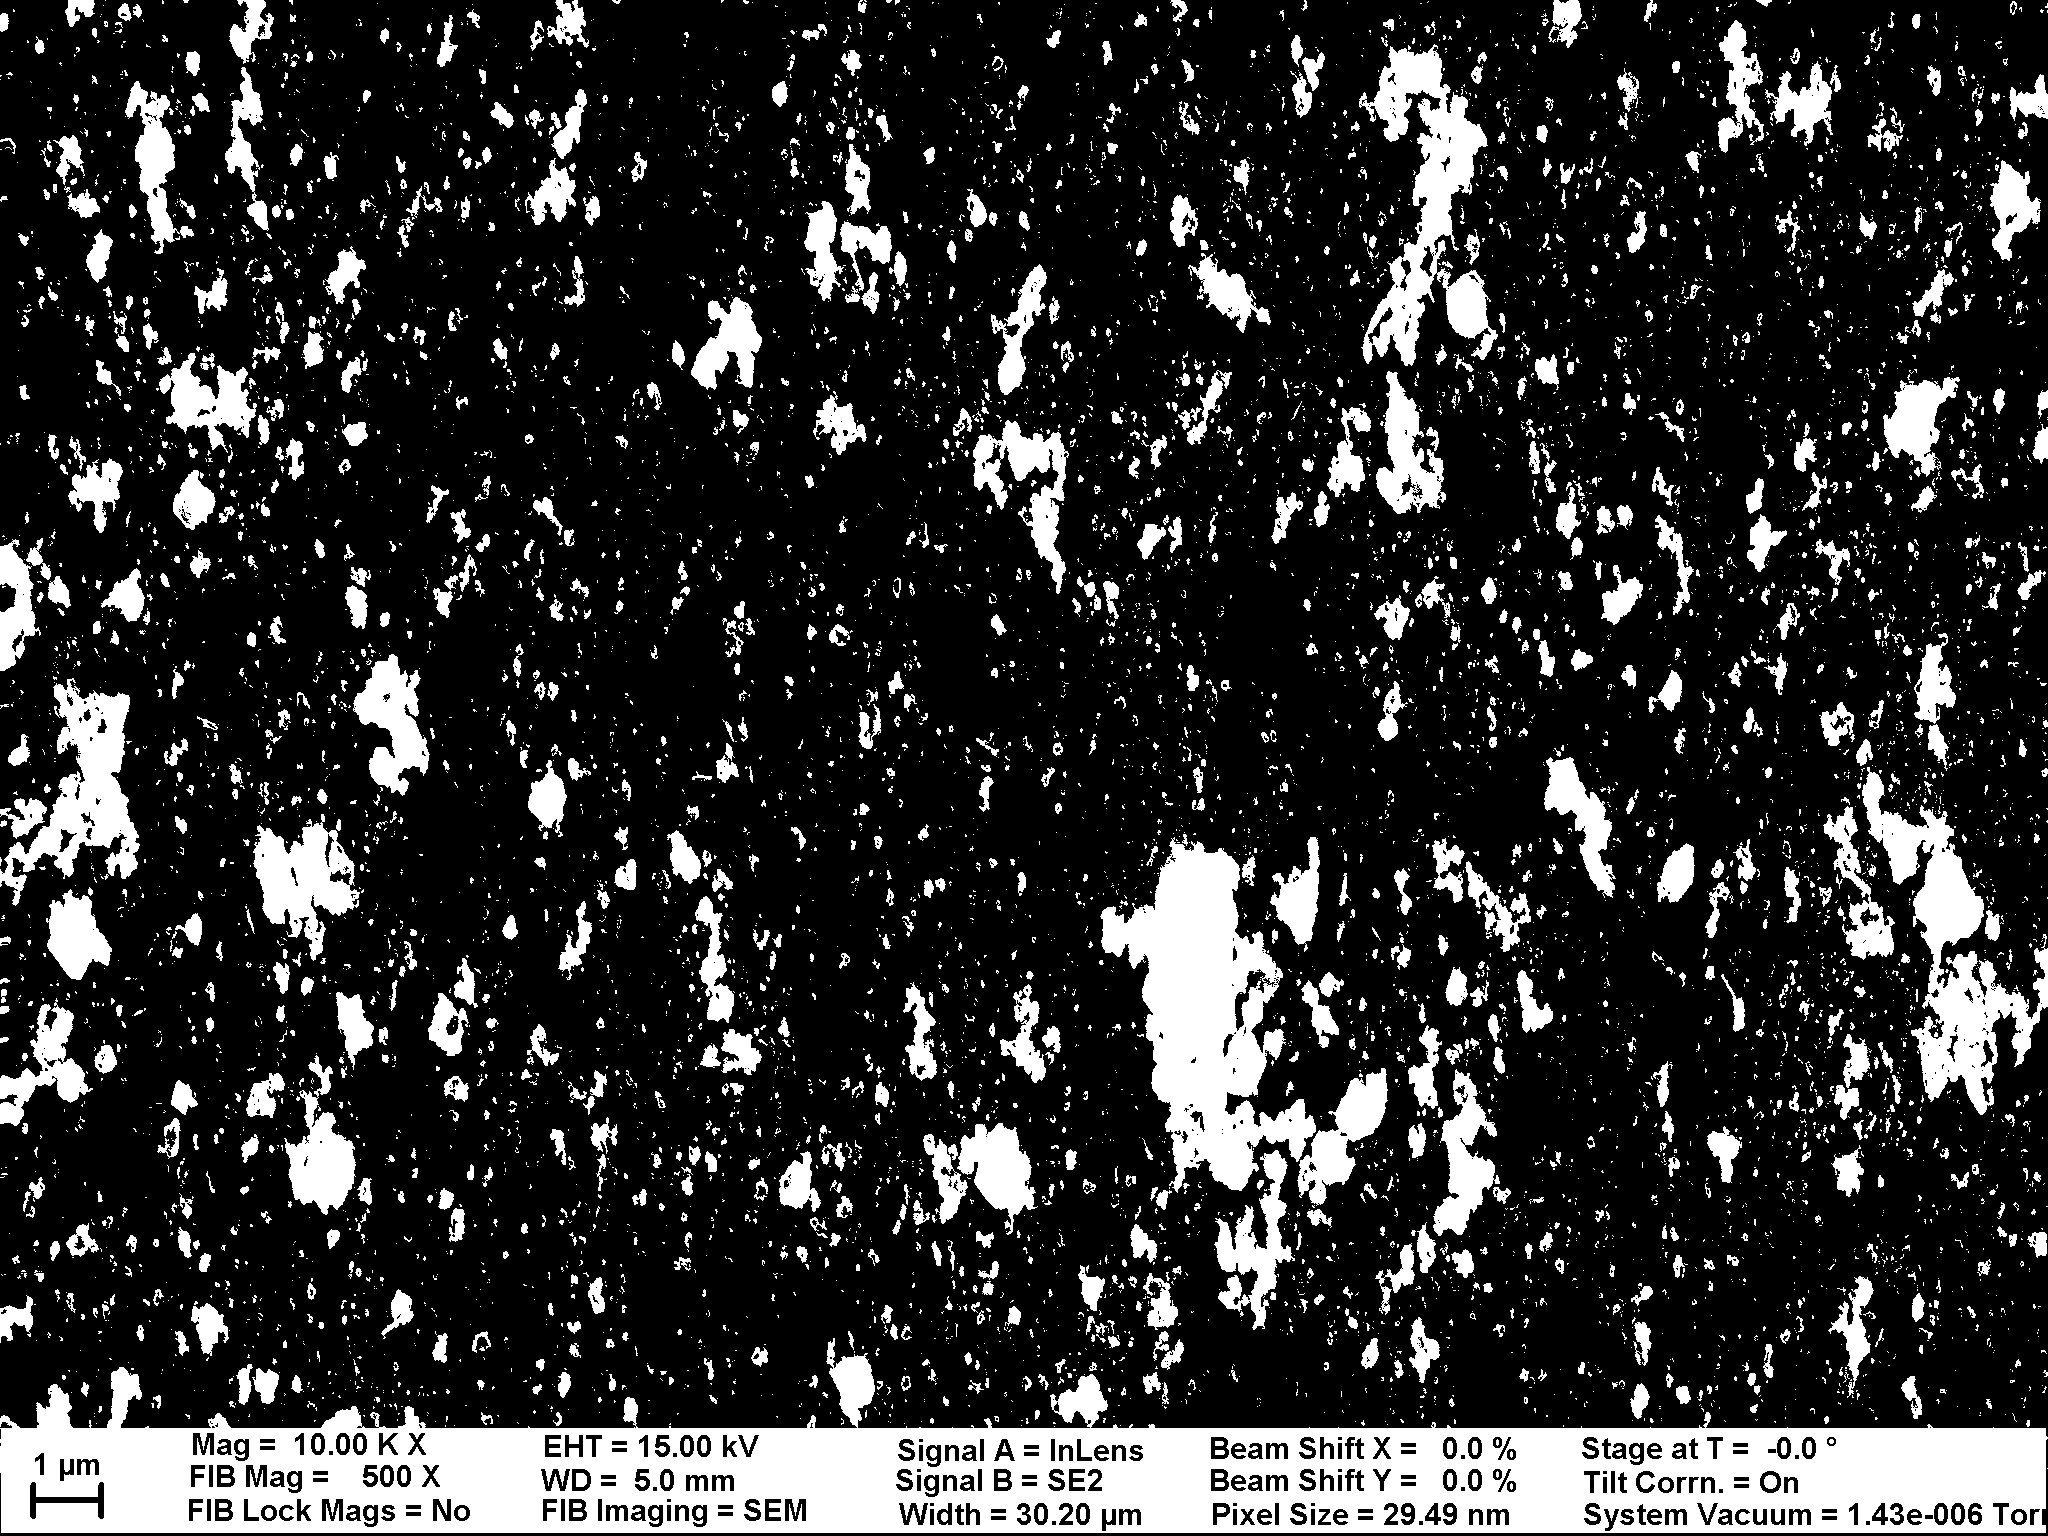 1 µm
Mag = 10.00 K X
FIB Mag = 500 X
FIB Lock Mags = No
EHT = 15.00 kV
WD = 5.0 mm
FIB Imaging = SEM
Signal A = InLens
Signal B = SE2
Width = 30.20 µm
Beam Shift X = 0.0 %
Beam Shift Y = 0.0 %
Pixel Size = 29.49 nm
Stage at T = -0.0 °
Tilt Corrn. = On
System Vacuum = 1.43e-006